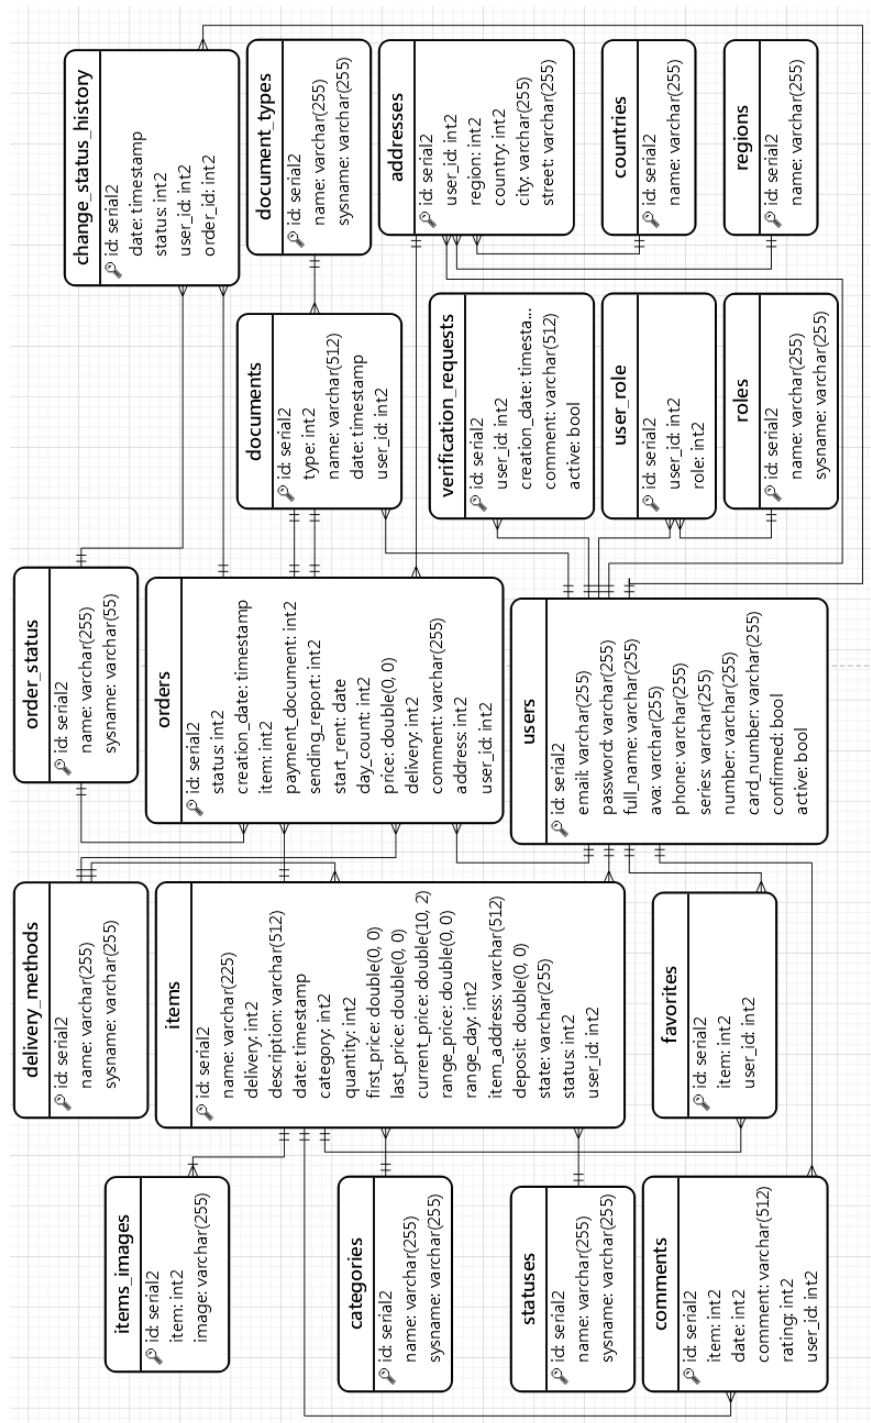 delivery_methods
id: serial2
name: varchar(255)
sysname: varchar(255)
order_status
id: serial2
name: varchar(255)
sysname: varchar(55)
change_status_history
id: serial2
date: timestamp
status: int2
user_id: int2
order_id: int2
items_images
id: serial2
item: int2
image: varchar(255)
items
id: serial2
name: varchar(225)
delivery: int2
description: varchar(512)
date: timestamp
category: int2
quantity: int2
first_price: double(0, 0)
last_price: double(0, 0)
current_price: double(10, 2)
range_price: double(0, 0)
range_day: int2
item_address: varchar(512)
deposit: double(0, 0)
state: varchar(255)
status: int2
user_id: int2
orders
id: serial2
status: int2
creation_date: timestamp
item: int2
payment_document: int2
sending_report: int2
start_rent: date
day_count: int2
price: double(0, 0)
delivery: int2
comment: varchar(255)
address: int2
user_id: int2
documents
id: serial2
type: int2
name: varchar(512)
date: timestamp
user_id: int2
document_types
id: serial2
name: varchar(255)
sysname: varchar(255)
categories
id: serial2
name: varchar(255)
sysname: varchar(255)
verification_requests
id: serial2
user_id: int2
creation_date: timesta...
comment: varchar(512)
active: bool
addresses
id: serial2
user_id: int2
region: int2
country: int2
city: varchar(255)
street: varchar(255)
statuses
id: serial2
name: varchar(255)
sysname: varchar(255)
users
id: serial2
email: varchar(255)
password: varchar(255)
full_name: varchar(255)
ava: varchar(255)
phone: varchar(255)
series: varchar(255)
number: varchar(255)
card_number: varchar(255)
confirmed: bool
active: bool
user_role
id: serial2
user_id: int2
role: int2
countries
id: serial2
name: varchar(255)
comments
id: serial2
item: int2
date: int2
comment: varchar(512)
rating: int2
user_id: int2
favorites
id: serial2
item: int2
user_id: int2
roles
id: serial2
name: varchar(255)
sysname: varchar(255)
regions
id: serial2
name: varchar(255)